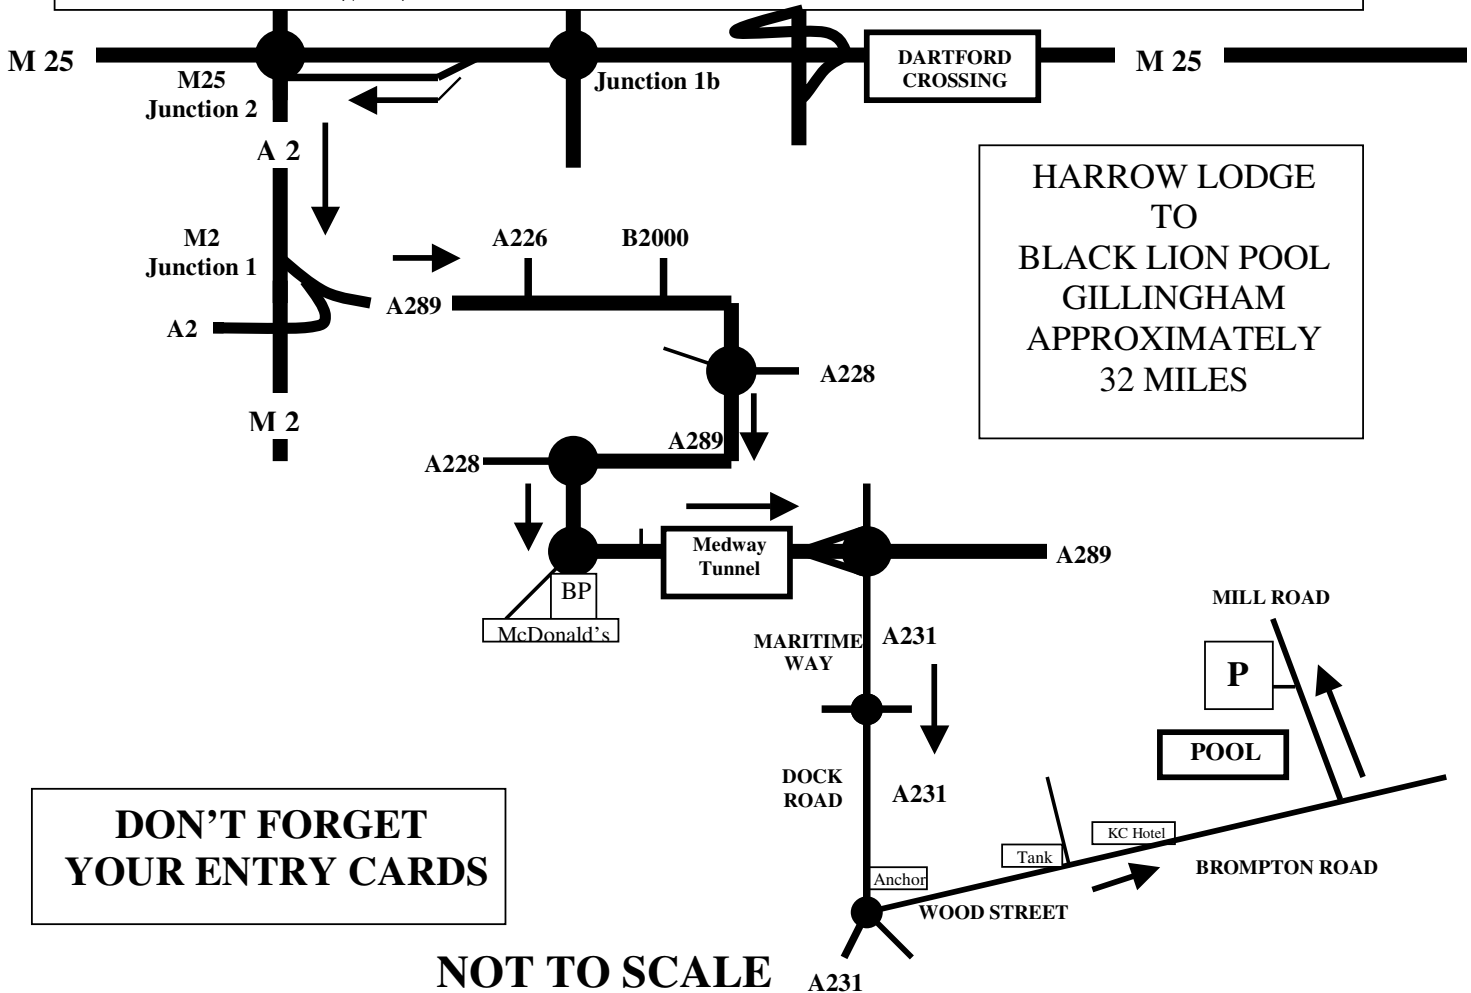 M 25
DARTFORD
CROSSING
M 25
M25
Junction 2
Junction 1b
A 2
HARROW LODGE
TO
BLACK LION POOL
GILLINGHAM
APPROXIMATELY
32 MILES
M2
Junction 1
A226
B2000
A289
A2
A228
M 2
A289
A228
Medway
Tunnel
A289
BP
McDonald's
MILL ROAD
MARITIME
WAY
A231
P
POOL
DOCK
ROAD
A231
DON'T FORGET
YOUR ENTRY CARDS
KC Hotel
Tank
BROMPTON ROAD
Anchor
WOOD STREET
NOT TO SCALE
A231